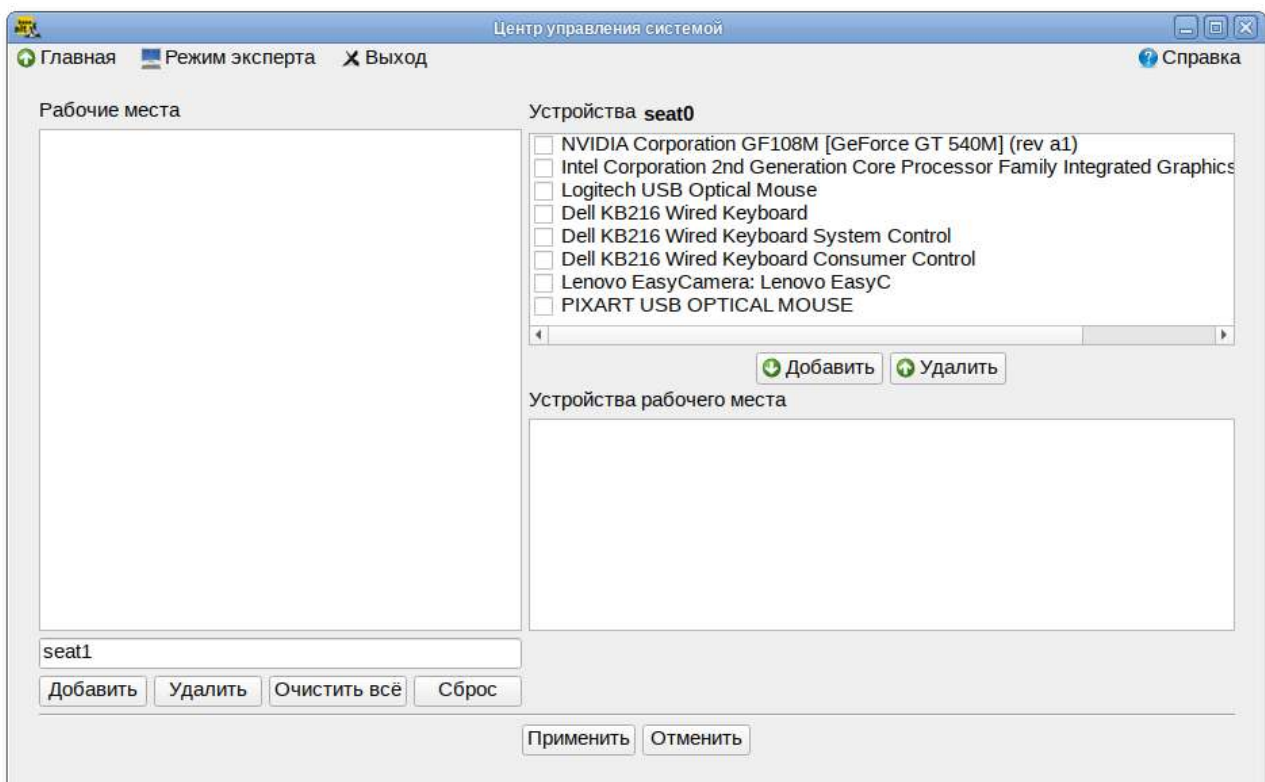 Центр управления системой
Главная Режим эксперта Выход Справка
Рабочие места
Устройства seat0
NVIDIA Corporation GF108M [GeForce GT 540M] (rev a1)
Intel Corporation 2nd Generation Core Processor Family Integrated Graphics
Logitech USB Optical Mouse
Dell KB216 Wired Keyboard
Dell KB216 Wired Keyboard System Control
Dell KB216 Wired Keyboard Consumer Control
Lenovo EasyCamera: Lenovo EasyC
PIXART USB OPTICAL MOUSE
Добавить Удалить
Устройства рабочего места
seat1
Добавить Удалить Очистить всё Сброс
Применить Отменить